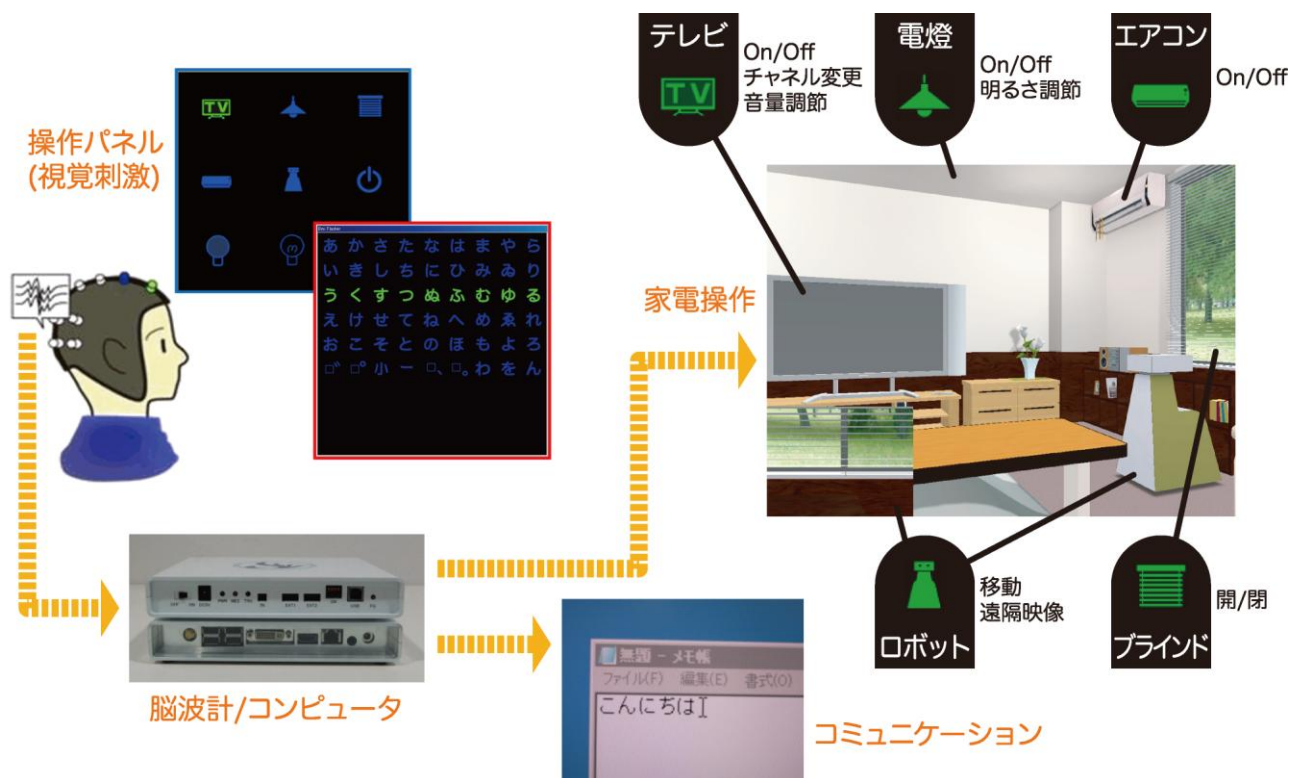 テレビ
On/Off
チャネル変更
音量調節
電燈
On/Off
明るさ調節
エアコン
On/Off
操作パネル
(視覚刺激)
TV
TV
あ か さ た な は ま や ら
い き し ち に ひ み ゐ り
う く す つ ぬ ふ む ゆ る
え け せ て ね へ め ゑ れ
お こ そ と の ほ も よ ろ
□゛ □゜ 小 ー □、 □。 わ を ん
家電操作
脳波計/コンピュータ
無題 - メモ帳
ファイル(F) 編集(E) 書式(O)
こんにちは
コミュニケーション
移動
遠隔映像
ロボット
開/閉
ブラインド